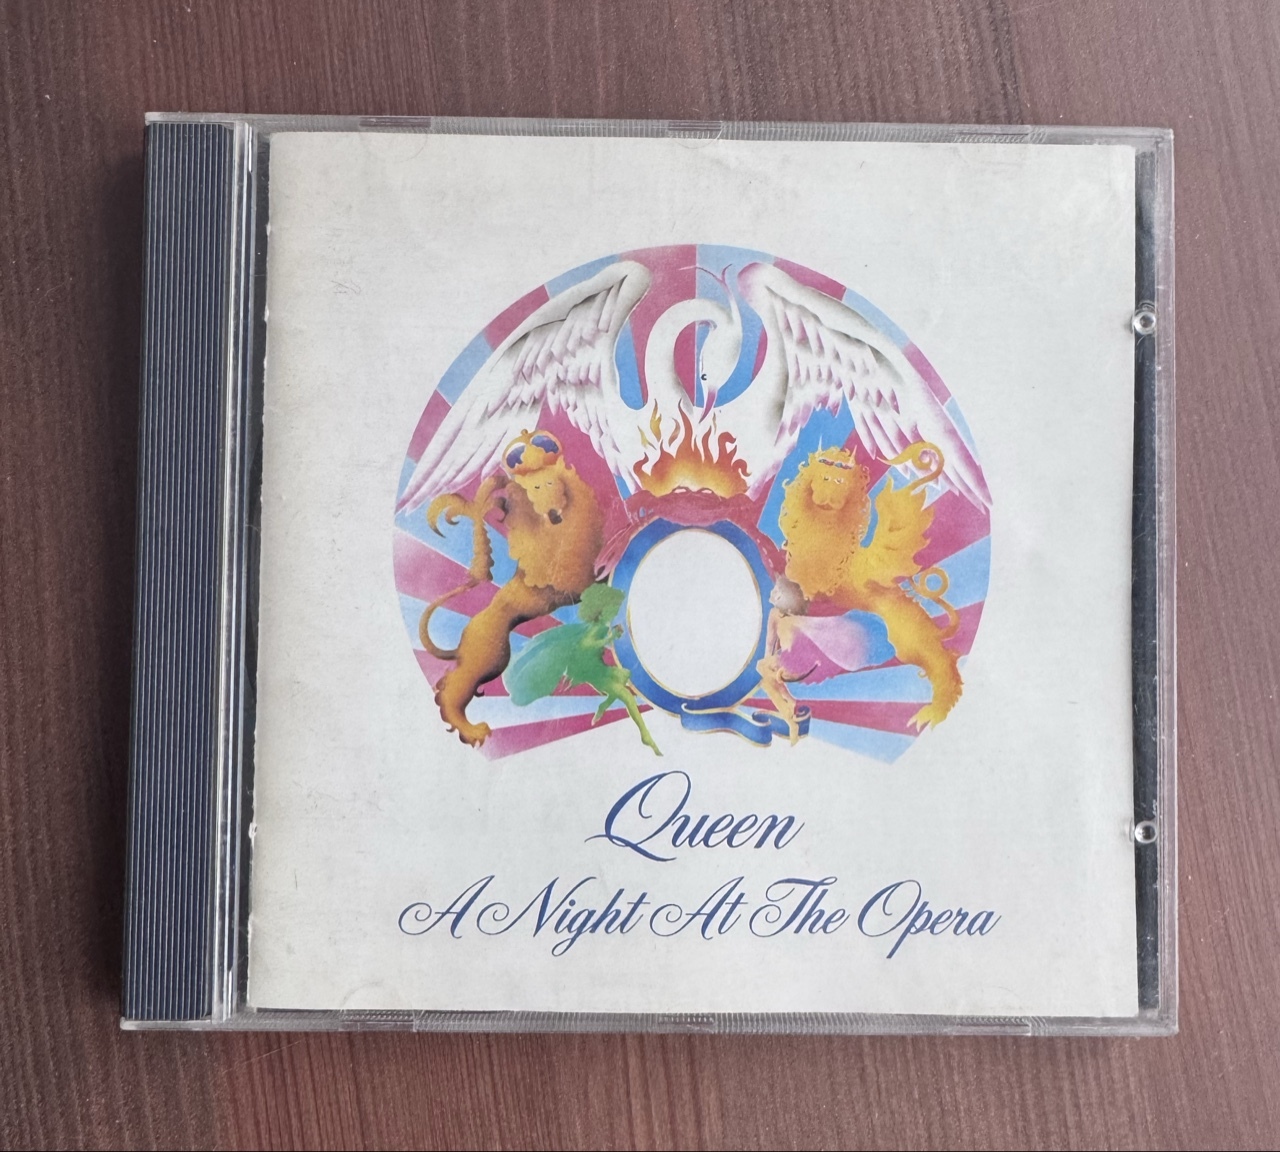 Queen
A Night At The Opera